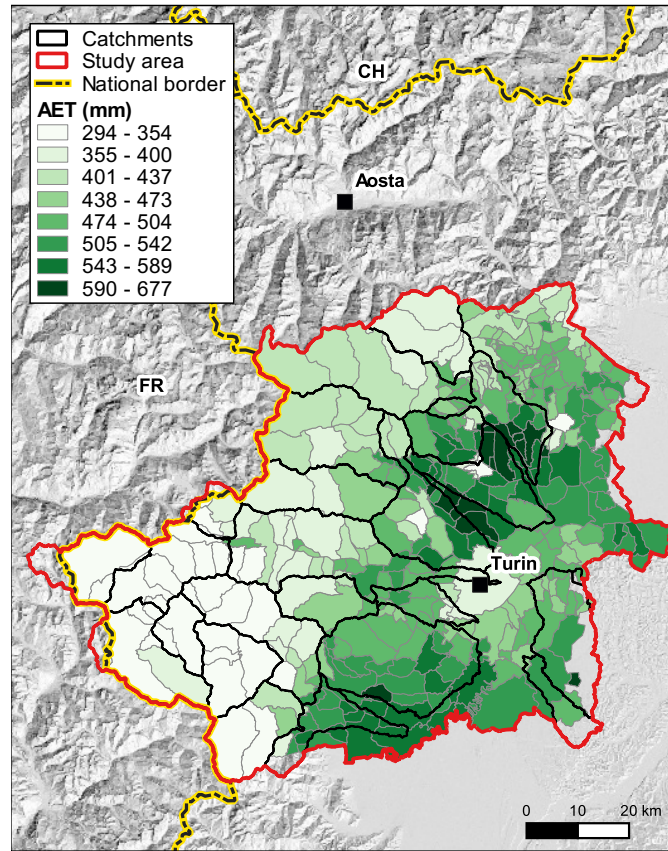 Catchments
Study area
National border
AET (mm)
294 - 354
355 - 400
401 - 437
438 - 473
474 - 504
505 - 542
543 - 589
590 - 677
CH
Aosta
FR
Turin
0 10 20 km